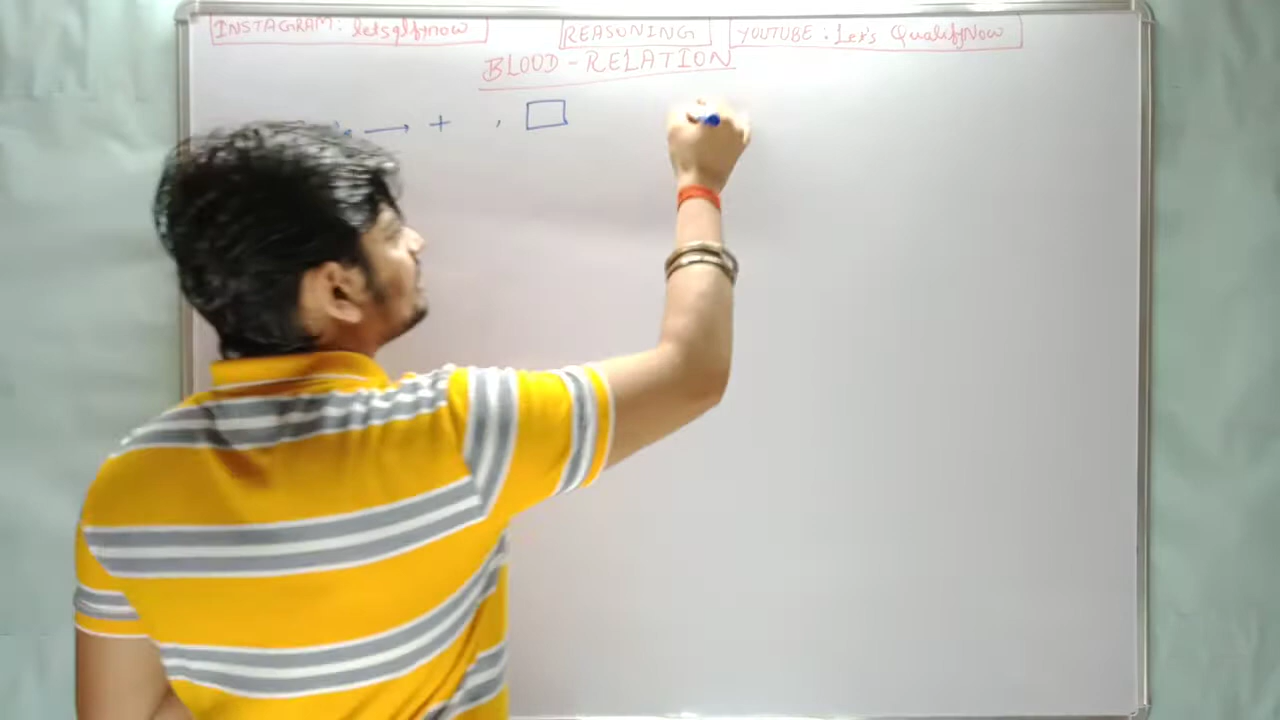 INSTAGRAM: letsqlfynow REASONING YOUTUBE : Let's QualifyNow
BLOOD - RELATION
→ + , □